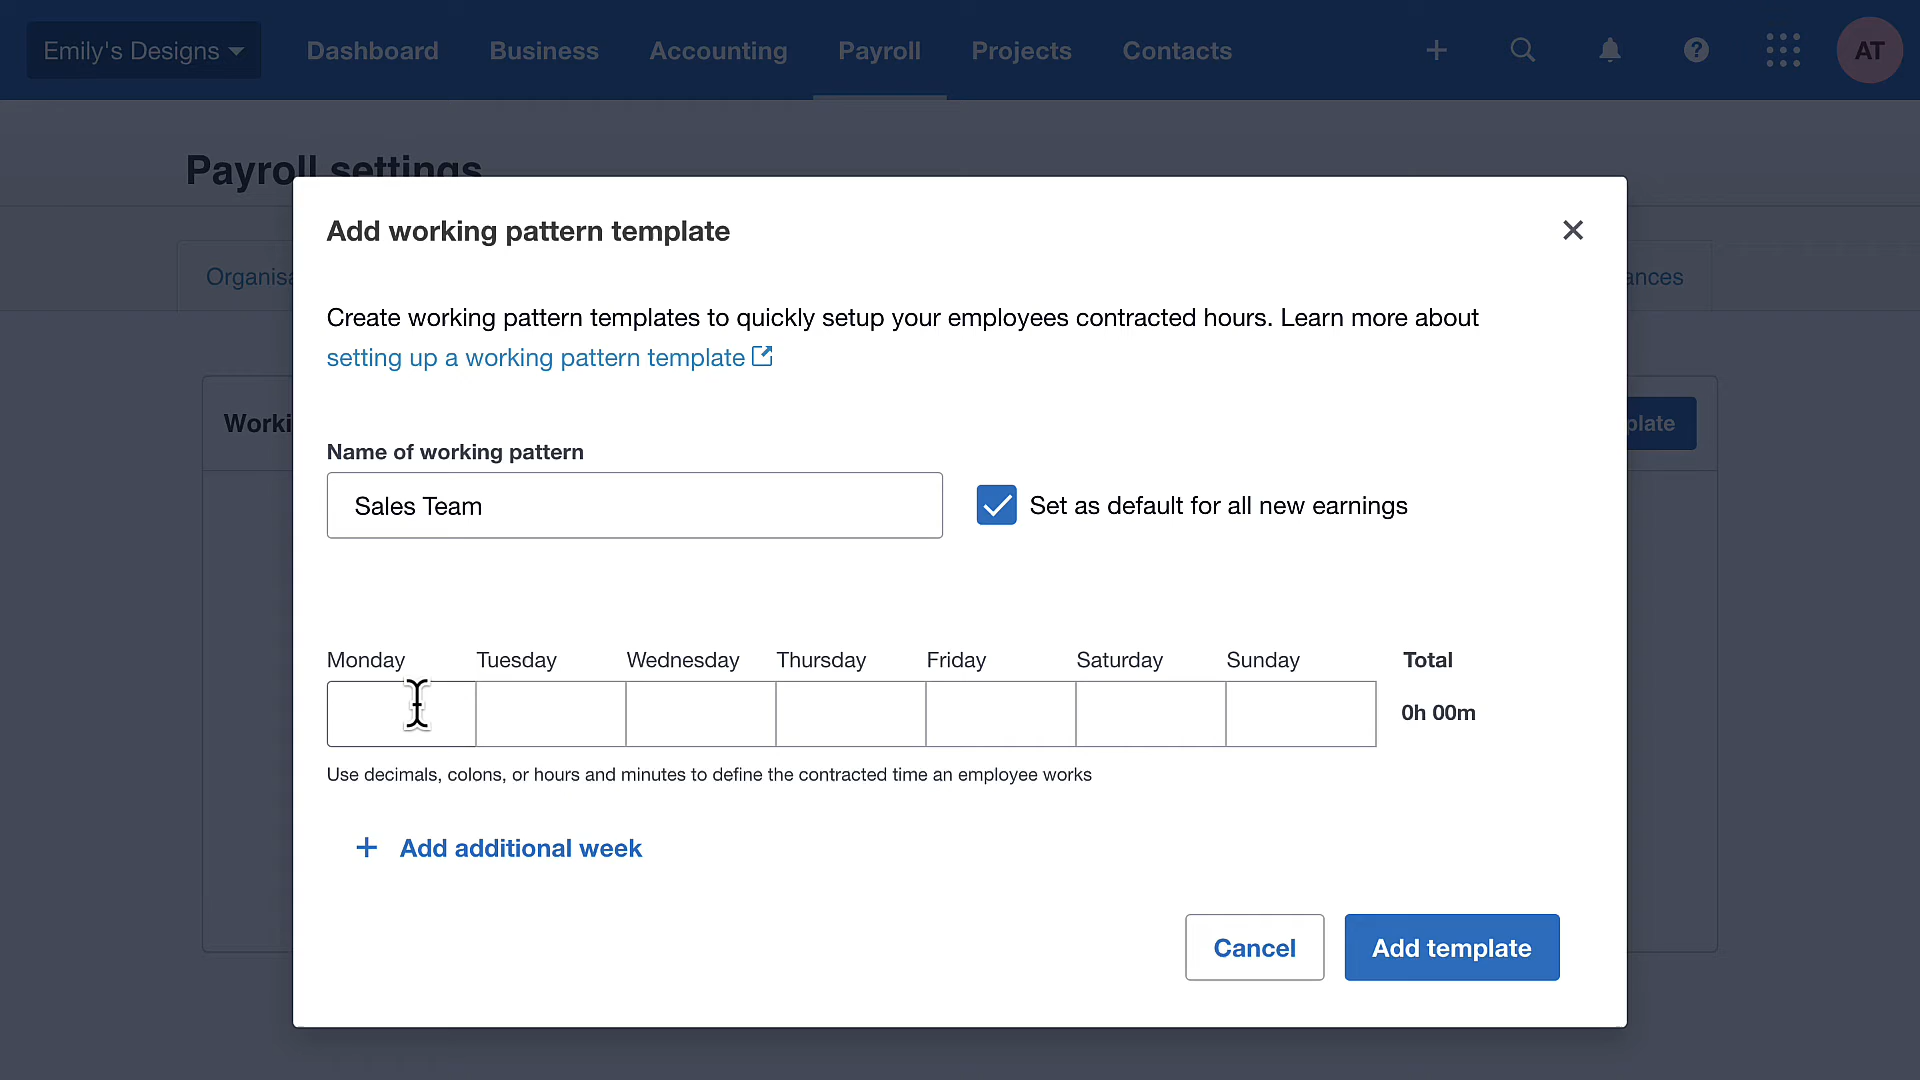 Emily's Designs
Dashboard
Business
Accounting
Payroll
Projects
Contacts
AT
Payroll settings
Add working pattern template
Create working pattern templates to quickly setup your employees contracted hours. Learn more about
setting up a working pattern template
Name of working pattern
Sales Team
Set as default for all new earnings
Monday
Tuesday
Wednesday
Thursday
Friday
Saturday
Sunday
Total
0h 00m
Use decimals, colons, or hours and minutes to define the contracted time an employee works
+ Add additional week
Cancel
Add template